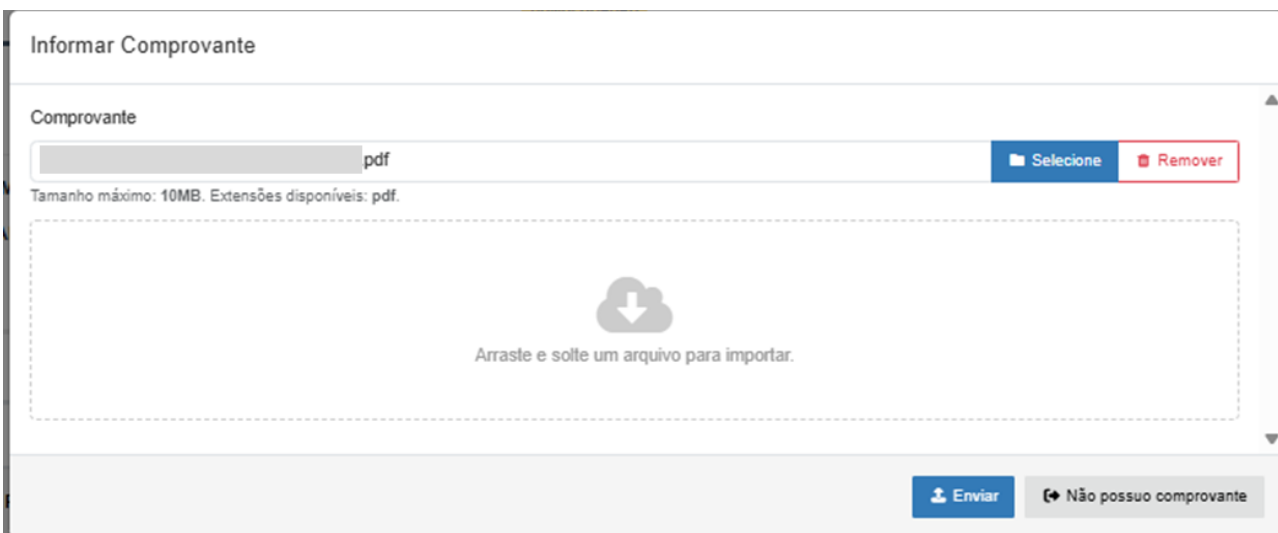 Informar Comprovante
Comprovante
.pdf
Selecione
Remover
Tamanho máximo: 10MB. Extensões disponíveis: pdf.
Arraste e solte um arquivo para importar.
Enviar
Não possuo comprovante